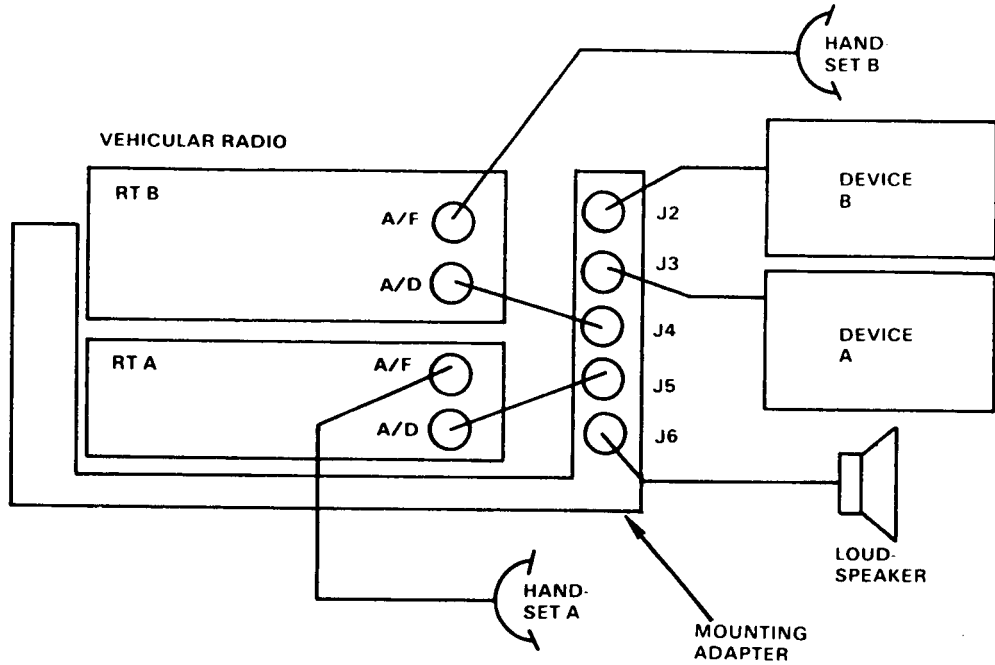 HAND-
SET B
VEHICULAR RADIO
RT B
A/F
A/D
J2
J3
J4
J5
J6
DEVICE
B
DEVICE
A
RT A
A/F
A/D
LOUD-
SPEAKER
HAND-
SET A
MOUNTING
ADAPTER